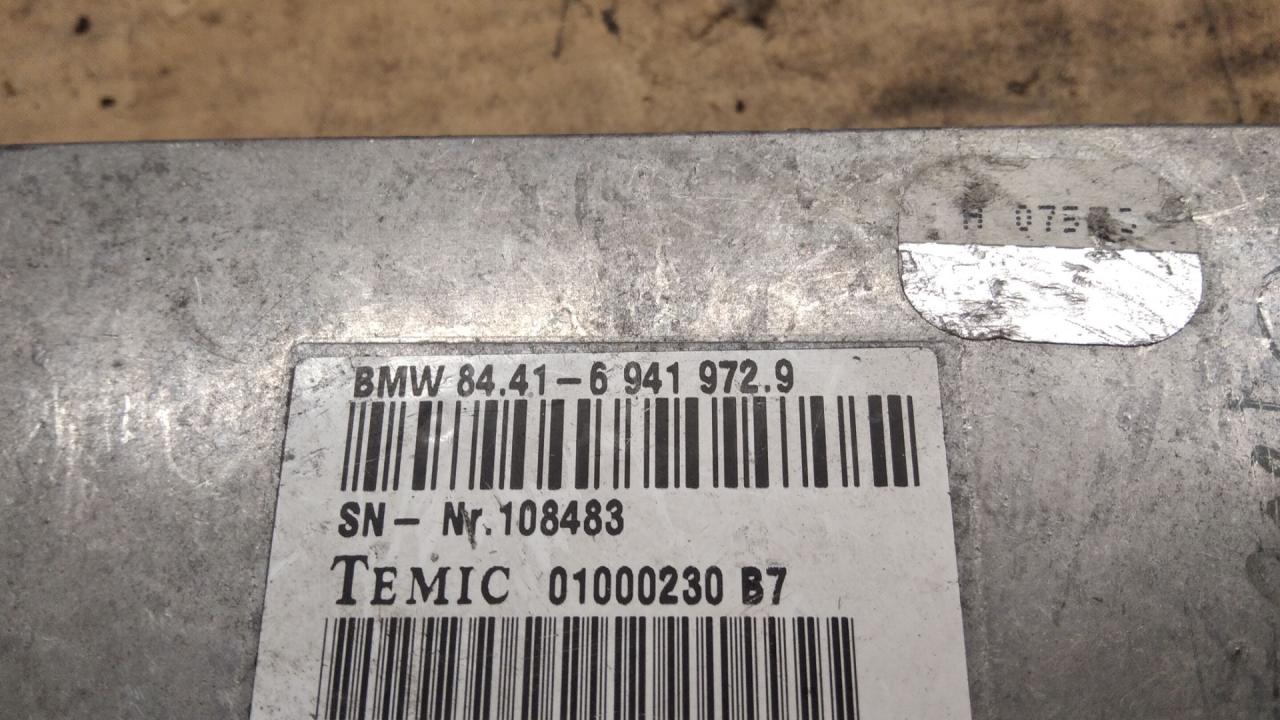 BMW 84.41-6 941 972.9
SN- Nr.108483
TEMIC 01000230 B7